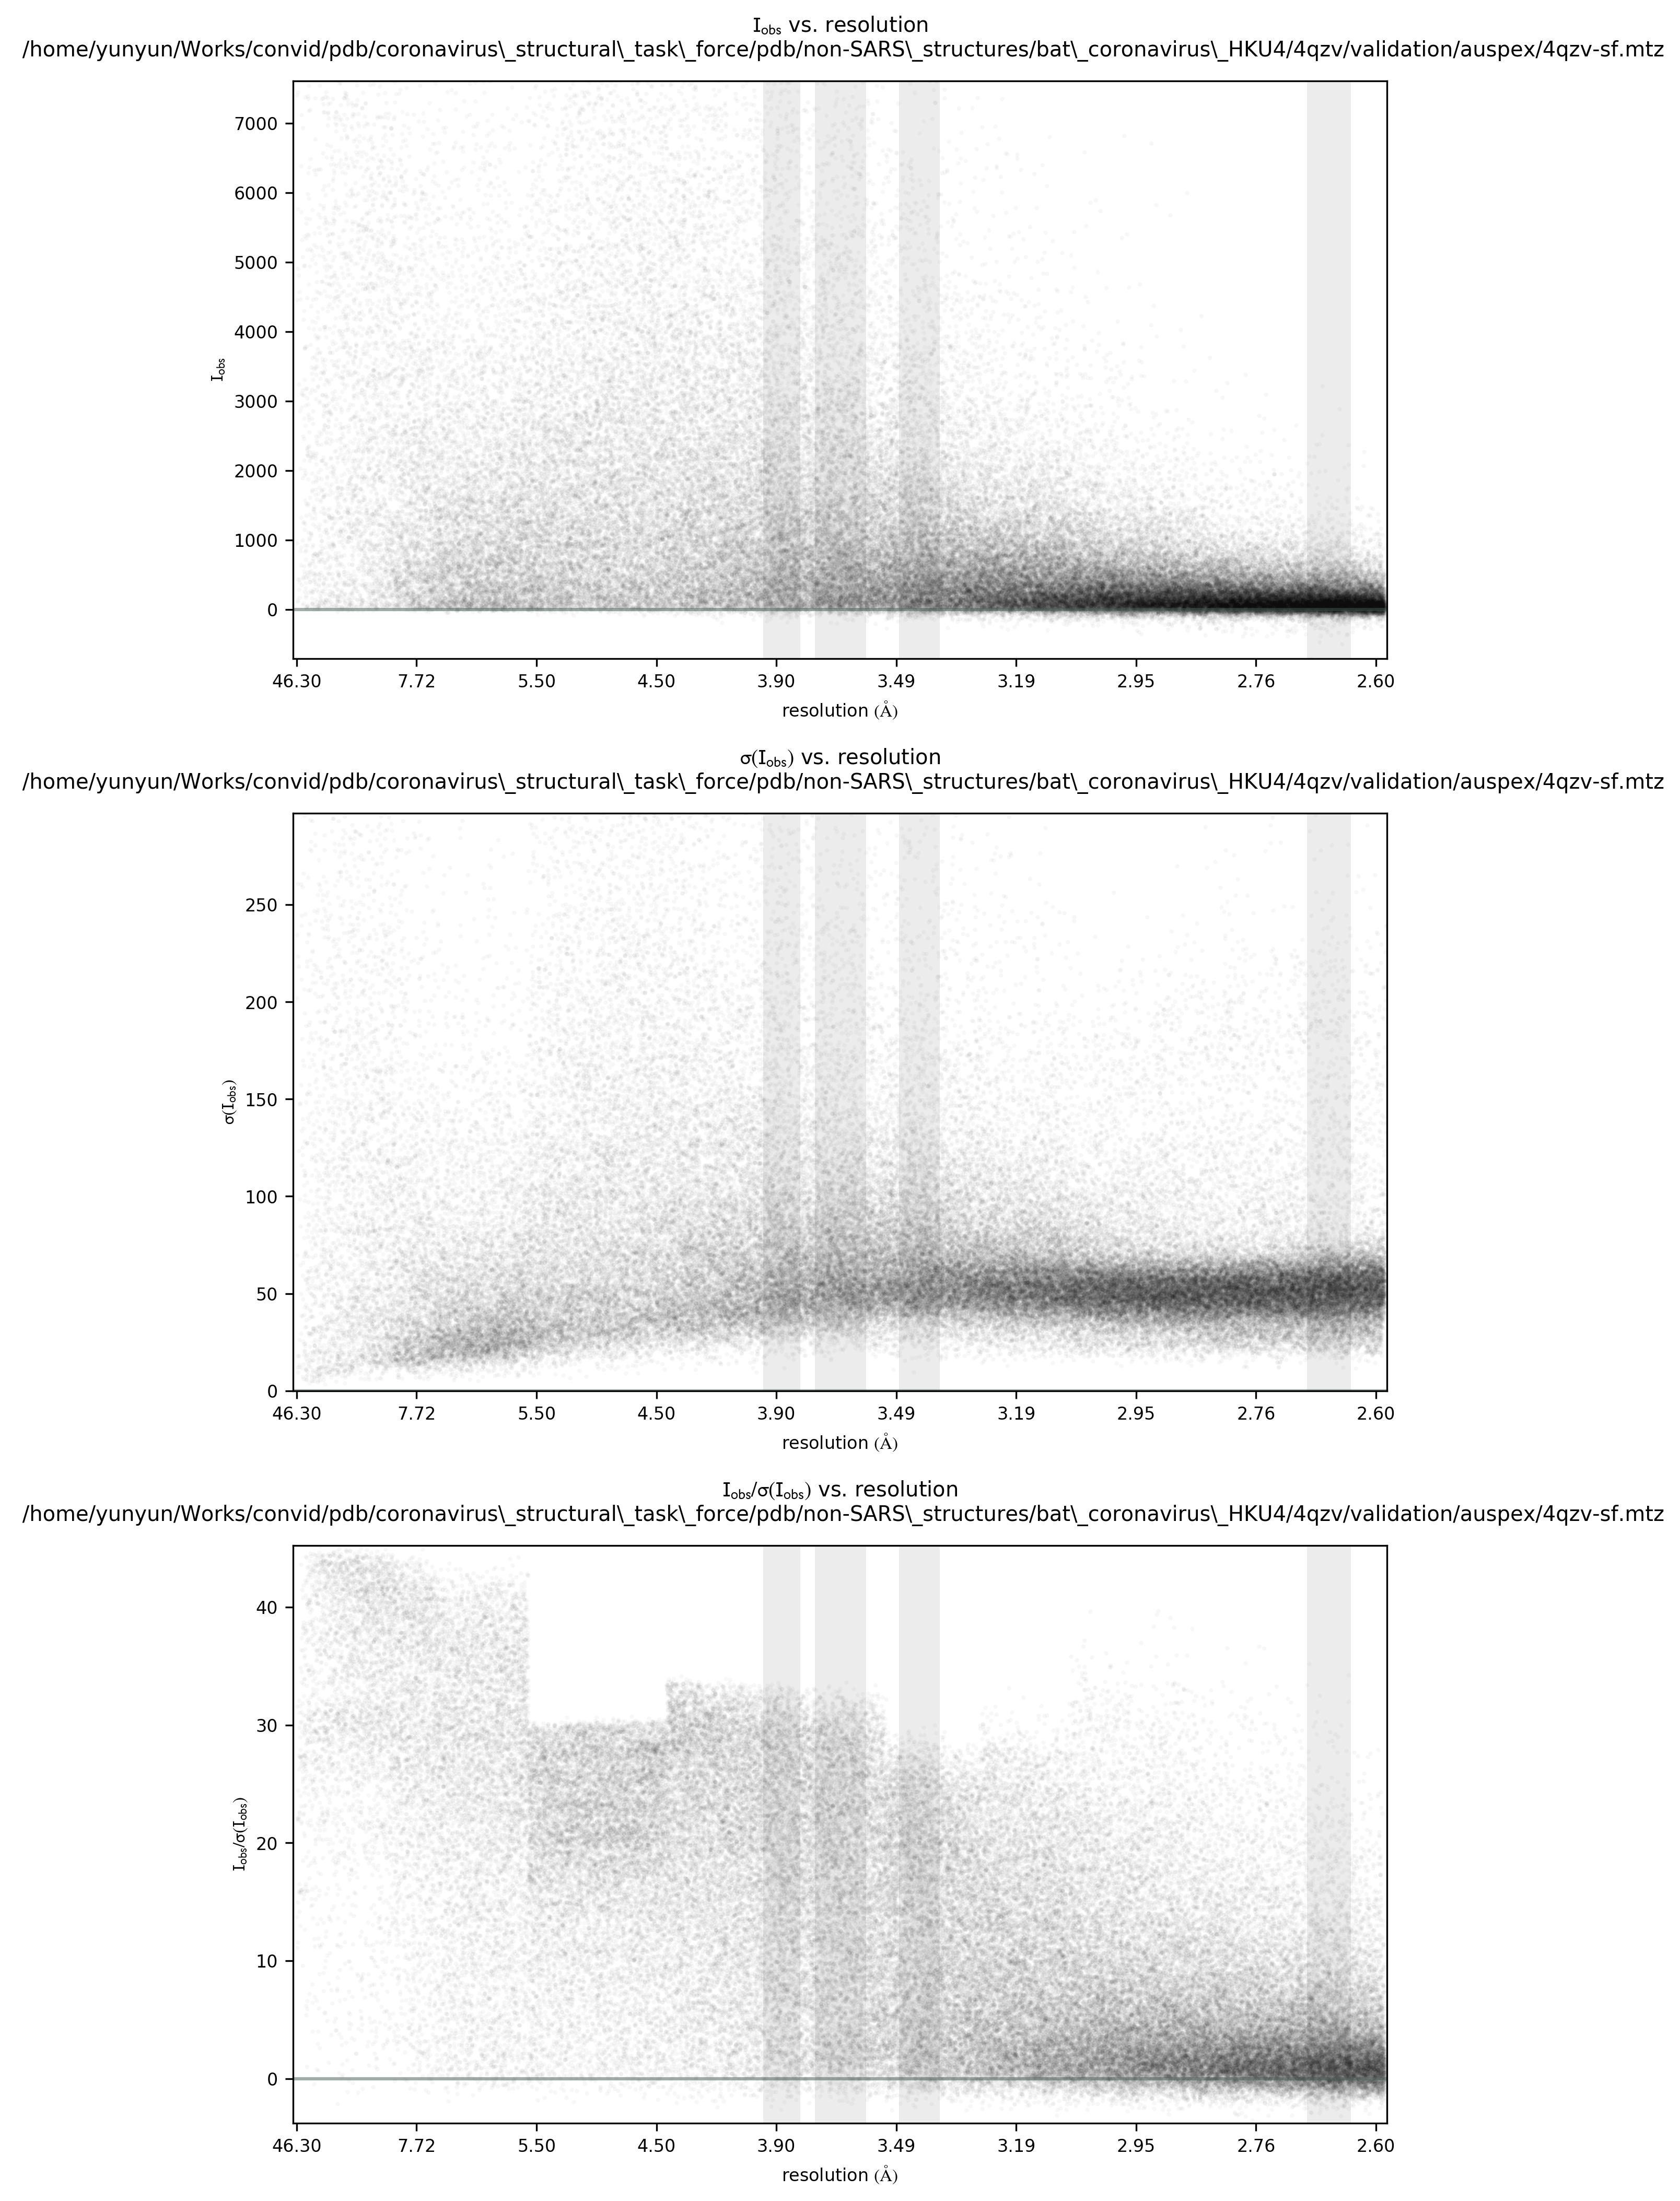 I_obs vs. resolution
/home/yunyun/Works/convid/pdb/coronavirus\_structural\_task\_force/pdb/non-SARS\_structures/bat\_coronavirus\_HKU4/4qzv/validation/auspex/4qzv-sf.mtz
7000
6000
5000
4000
3000
2000
1000
0
I_obs
46.30 7.72 5.50 4.50 3.90 3.49 3.19 2.95 2.76 2.60
resolution (Å)
σ(I_obs) vs. resolution
/home/yunyun/Works/convid/pdb/coronavirus\_structural\_task\_force/pdb/non-SARS\_structures/bat\_coronavirus\_HKU4/4qzv/validation/auspex/4qzv-sf.mtz
250
200
150
100
50
0
σ(I_obs)
46.30 7.72 5.50 4.50 3.90 3.49 3.19 2.95 2.76 2.60
resolution (Å)
I_obs/σ(I_obs) vs. resolution
/home/yunyun/Works/convid/pdb/coronavirus\_structural\_task\_force/pdb/non-SARS\_structures/bat\_coronavirus\_HKU4/4qzv/validation/auspex/4qzv-sf.mtz
40
30
20
10
0
I_obs/σ(I_obs)
46.30 7.72 5.50 4.50 3.90 3.49 3.19 2.95 2.76 2.60
resolution (Å)